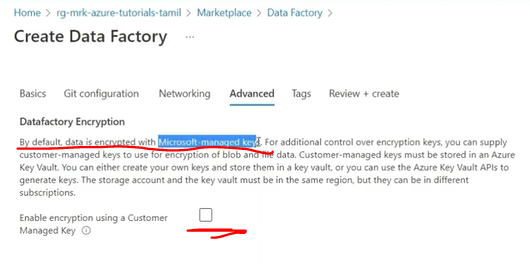 Home > rg-mrk-azure-tutorials-tamil > Marketplace > Data Factory >
Create Data Factory ...
Basics Git configuration Networking Advanced Tags Review + create
Datafactory Encryption
By default, data is encrypted with Microsoft-managed keys. For additional control over encryption keys, you can supply
customer-managed keys to use for encryption of blob and file data. Customer-managed keys must be stored in an Azure
Key Vault. You can either create your own keys and store them in a key vault, or you can use the Azure Key Vault APIs to
generate keys. The storage account and the key vault must be in the same region, but they can be in different
subscriptions.
Enable encryption using a Customer
Managed Key